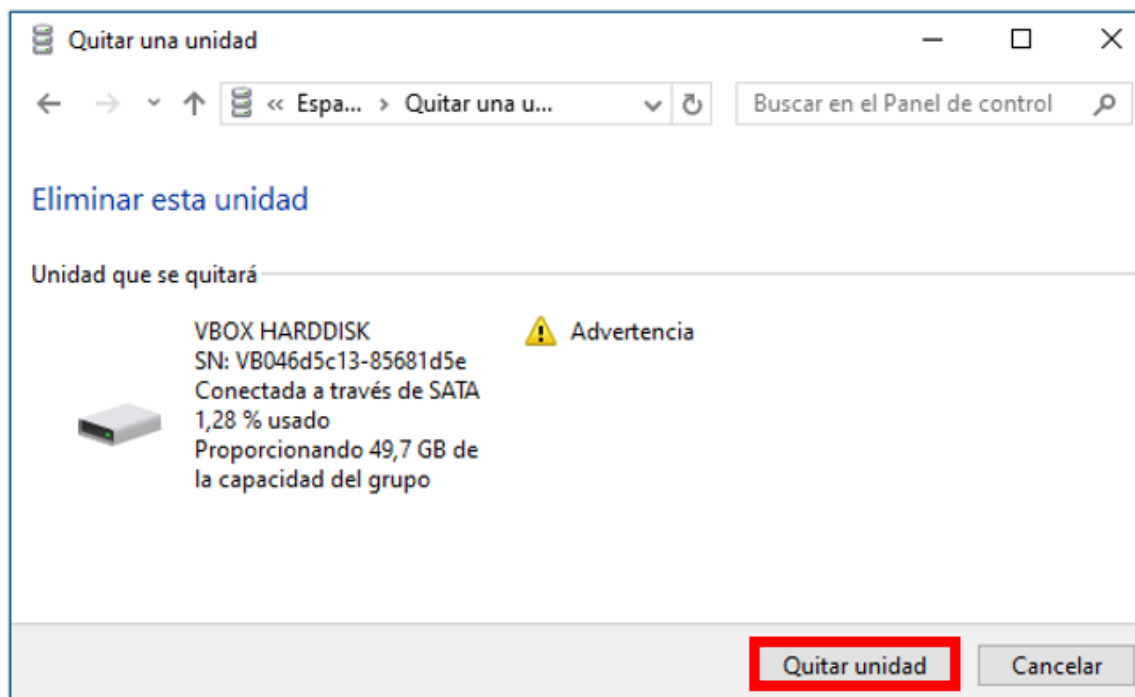 Quitar una unidad
« Espa... › Quitar una u...
Buscar en el Panel de control
Eliminar esta unidad
Unidad que se quitará
VBOX HARDDISK
SN: VB046d5c13-85681d5e
Conectada a través de SATA
1,28 % usado
Proporcionando 49,7 GB de
la capacidad del grupo
Advertencia
Quitar unidad
Cancelar